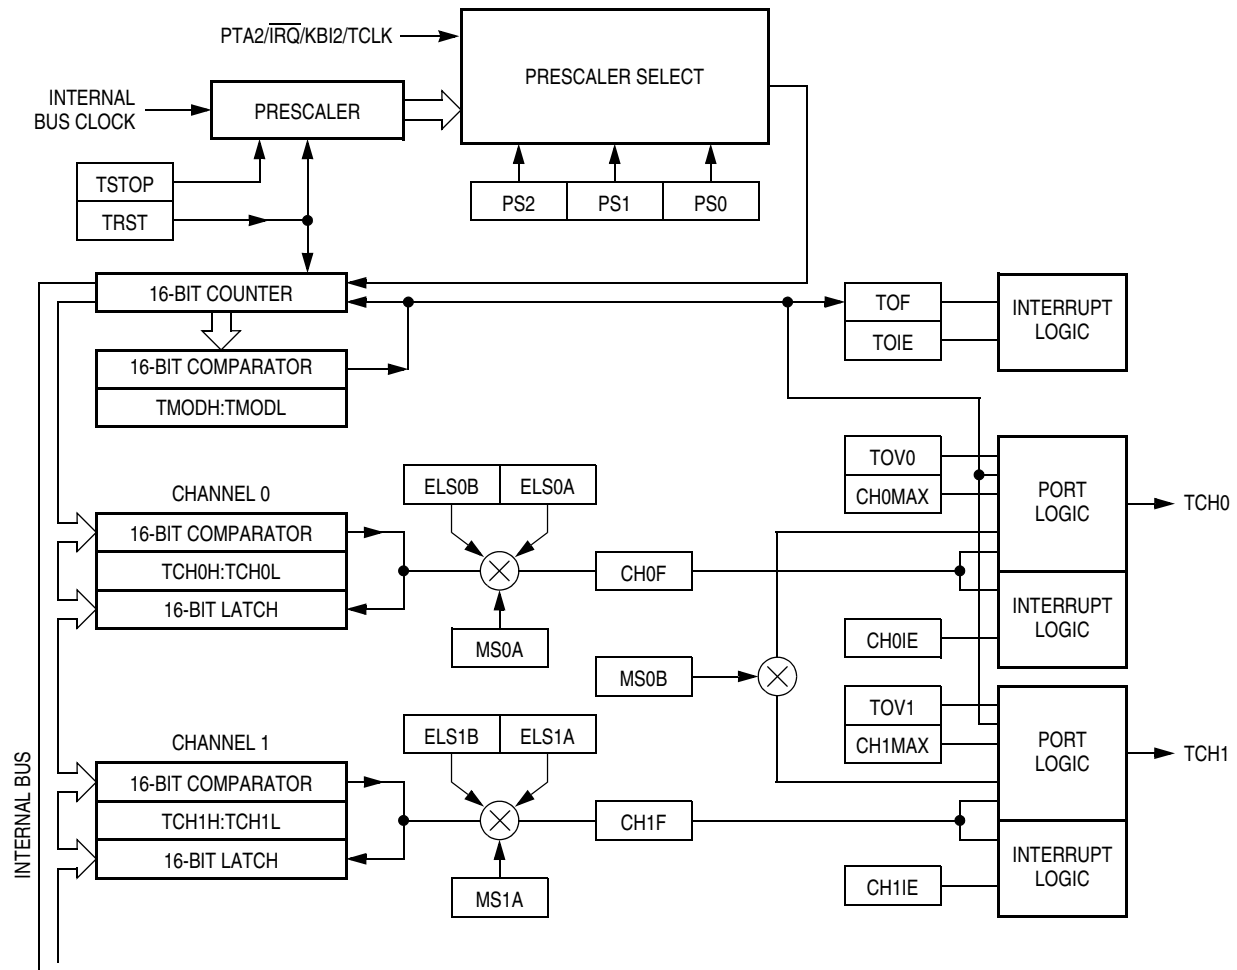 PTA2/IRQ/KBI2/TCLK
PRESCALER SELECT
INTERNAL
BUS CLOCK
PRESCALER
TSTOP
TRST
PS2
PS1
PS0
16-BIT COUNTER
16-BIT COMPARATOR
TMODH:TMODL
TOF
TOIE
INTERRUPT
LOGIC
CHANNEL 0
16-BIT COMPARATOR
TCH0H:TCH0L
16-BIT LATCH
ELS0B
ELS0A
MS0A
CH0F
TOV0
CH0MAX
PORT
LOGIC
TCH0
INTERRUPT
LOGIC
CH0IE
MS0B
CHANNEL 1
16-BIT COMPARATOR
TCH1H:TCH1L
16-BIT LATCH
ELS1B
ELS1A
MS1A
CH1F
TOV1
CH1MAX
PORT
LOGIC
TCH1
INTERRUPT
LOGIC
CH1IE
INTERNAL BUS